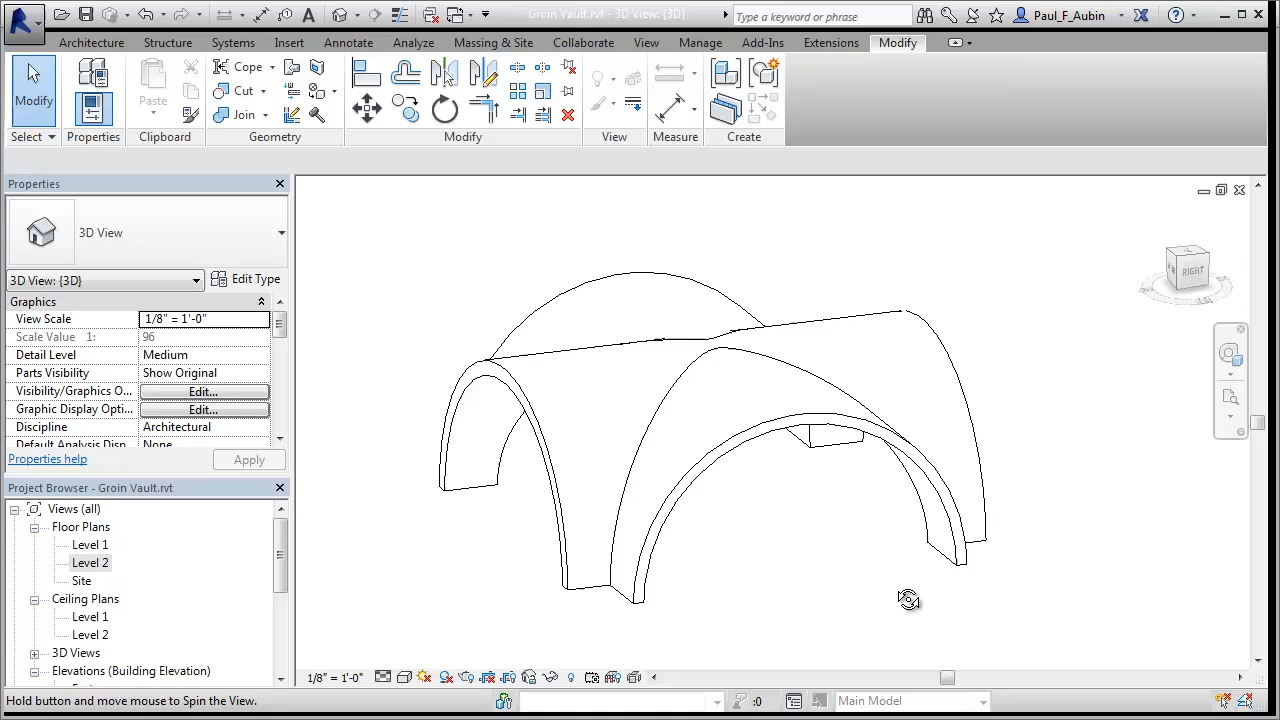 Groin Vault.rvt - 3D View: {3D}
Type a keyword or phrase
Paul_F_Aubin
Architecture Structure Systems Insert Annotate Analyze Massing & Site Collaborate View Manage Add-Ins Extensions Modify
Modify
Properties
Paste
Cope
Cut
Join
Select Properties Clipboard Geometry Modify View Measure Create
Properties
3D View
3D View: {3D} Edit Type
Graphics
View Scale 1/8" = 1'-0"
Scale Value 1: 96
Detail Level Medium
Parts Visibility Show Original
Visibility/Graphics O... Edit...
Graphic Display Opti... Edit...
Discipline Architectural
Default Analysis Disp... None
Properties help Apply
Project Browser - Groin Vault.rvt
Views (all)
Floor Plans
Level 1
Level 2
Site
Ceiling Plans
Level 1
Level 2
3D Views
Elevations (Building Elevation)
RIGHT
1/8" = 1'-0"
Hold button and move mouse to Spin the View.
:0
Main Model